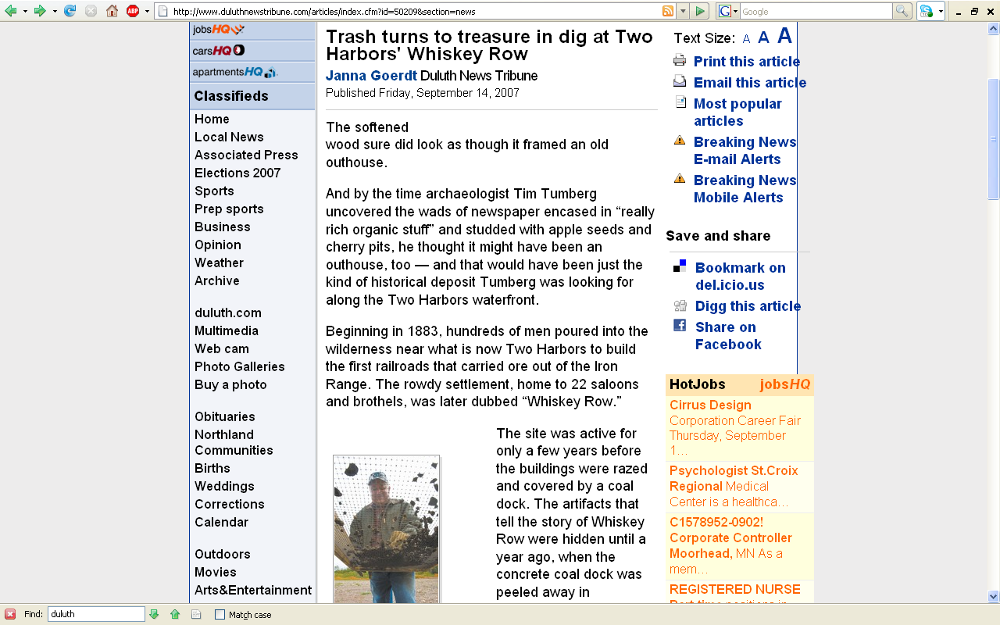 http://www.duluthnewstribune.com/articles/index.cfm?id=50209&section=news
G
Google
ABP
jobsHQ
carsHQ
apartmentsHQ
Classifieds
Home
Local News
Associated Press
Elections 2007
Sports
Prep sports
Business
Opinion
Weather
Archive
duluth.com
Multimedia
Web cam
Photo Galleries
Buy a photo
Obituaries
Northland
Communities
Births
Weddings
Corrections
Calendar
Outdoors
Movies
Arts&Entertainment
Trash turns to treasure in dig at Two
Harbors' Whiskey Row
Janna Goerdt Duluth News Tribune
Published Friday, September 14, 2007
The softened
wood sure did look as though it framed an old
outhouse.
And by the time archaeologist Tim Tumberg
uncovered the wads of newspaper encased in “really
rich organic stuff” and studded with apple seeds and
cherry pits, he thought it might have been an
outhouse, too — and that would have been just the
kind of historical deposit Tumberg was looking for
along the Two Harbors waterfront.
Beginning in 1883, hundreds of men poured into the
wilderness near what is now Two Harbors to build
the first railroads that carried ore out of the Iron
Range. The rowdy settlement, home to 22 saloons
and brothels, was later dubbed “Whiskey Row.”
The site was active for
only a few years before
the buildings were razed
and covered by a coal
dock. The artifacts that
tell the story of Whiskey
Row were hidden until a
year ago, when the
concrete coal dock was
peeled away in
Text Size: A A A
Print this article
Email this article
Most popular
articles
Breaking News
E-mail Alerts
Breaking News
Mobile Alerts
Save and share
Bookmark on
del.icio.us
Digg this article
Share on
Facebook
HotJobs jobsHQ
Cirrus Design
Corporation Career Fair
Thursday, September
1...
Psychologist St.Croix
Regional Medical
Center is a healthca...
C1578952-0902!
Corporate Controller
Moorhead, MN As a
mem...
REGISTERED NURSE
Part-time positions in
Find: duluth
Match case